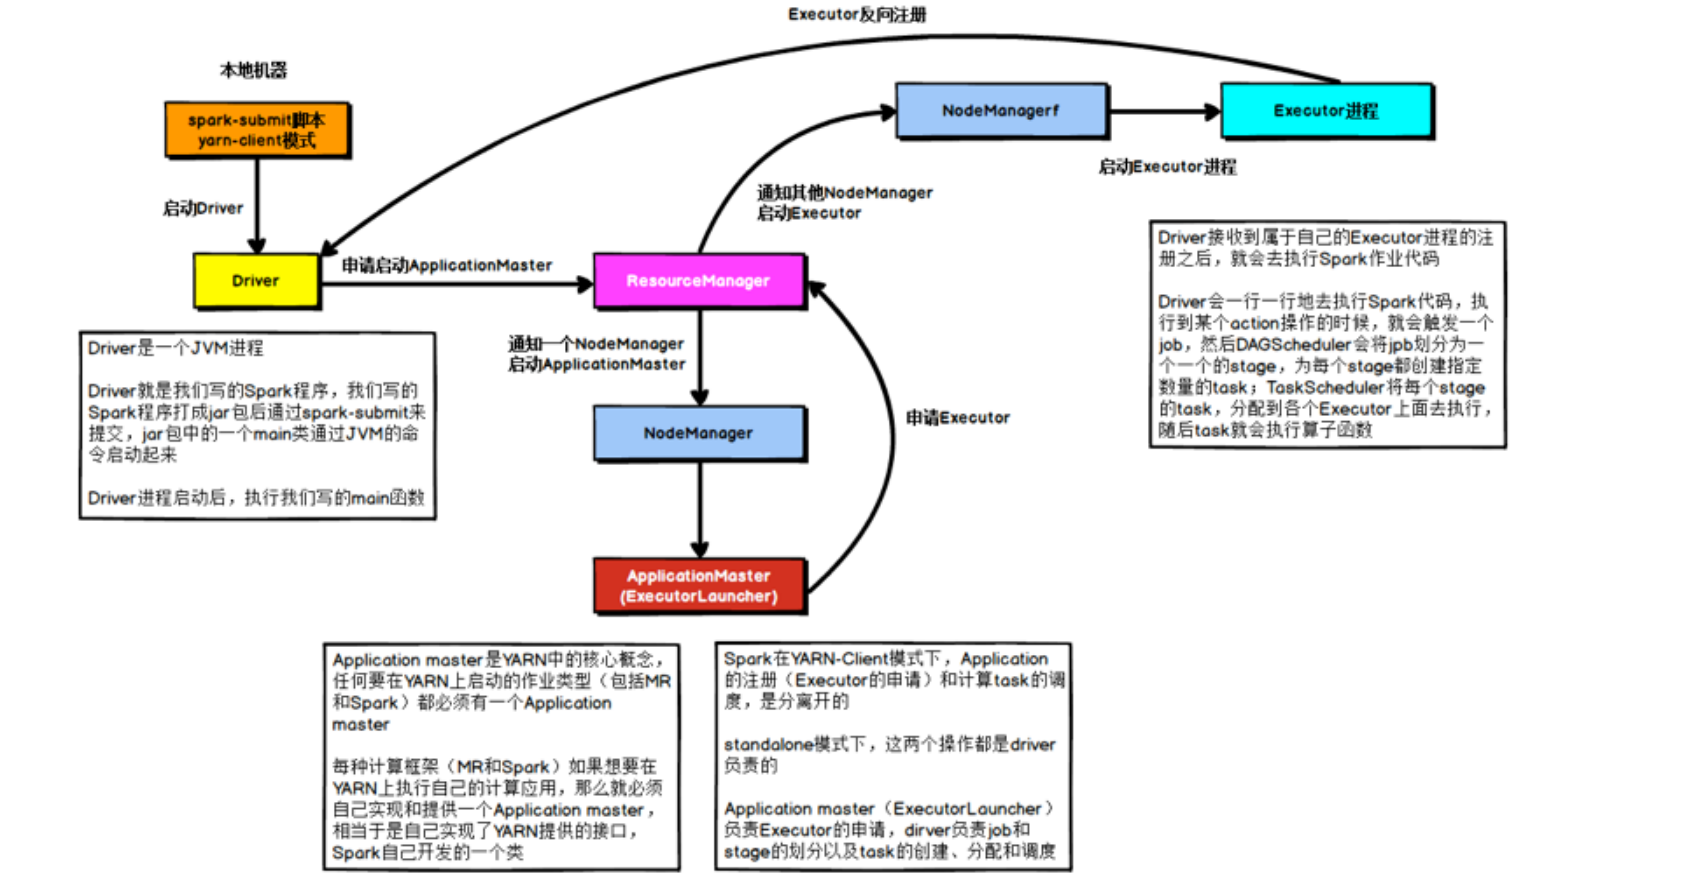 Executor反向注册
本地机器
spark-submit脚本
yarn-client模式
NodeManagerf
Executor进程
启动Executor进程
启动Driver
通知其他NodeManager
启动Executor
Driver
申请启动ApplicationMaster
ResourceManager
Driver接收到属于自己的Executor进程的注
册之后，就会去执行Spark作业代码
Driver会一行一行地去执行Spark代码，执
行到某个action操作的时候，就会触发一个
job，然后DAGScheduler会将jpb划分为一
个一个的stage，为每个stage都创建指定
数量的task；TaskScheduler将每个stage
的task，分配到各个Executor上面去执行，
随后task就会执行算子函数
Driver是一个JVM进程
Driver就是我们写的Spark程序，我们写的
Spark程序打成jar包后通过spark-submit来
提交，jar包中的一个main类通过JVM的命
令启动起来
Driver进程启动后，执行我们写的main函数
通知一个NodeManager
启动ApplicationMaster
NodeManager
申请Executor
ApplicationMaster
(ExecutorLauncher)
Application master是YARN中的核心概念，
任何要在YARN上启动的作业类型（包括MR
和Spark）都必须有一个Application
master
每种计算框架（MR和Spark）如果想要在
YARN上执行自己的计算应用，那么就必须
自己实现和提供一个Application master，
相当于是自己实现了YARN提供的接口，
Spark自己开发的一个类
Spark在YARN-Client模式下，Application
的注册（Executor的申请）和计算task的调
度，是分离开的
standalone模式下，这两个操作都是driver
负责的
Application master（ExecutorLauncher）
负责Executor的申请，dirver负责job和
stage的划分以及task的创建、分配和调度